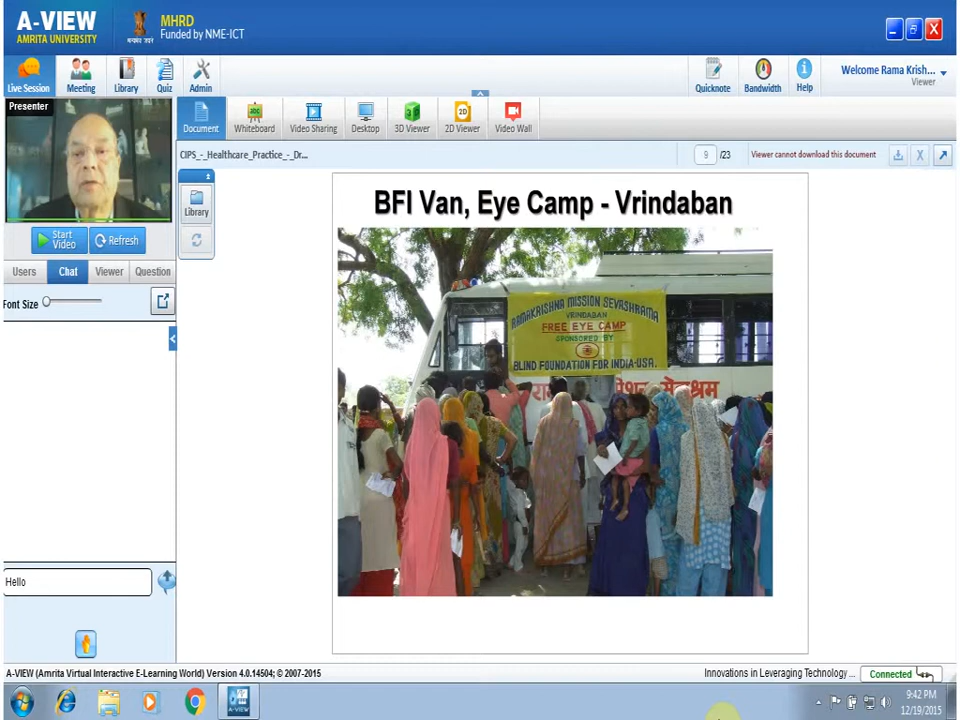 A-VIEW
AMRITA UNIVERSITY
MHRD
Funded by NME-ICT
Live Session
Meeting
Library
Quiz
Admin
Quicknote
Bandwidth
Help
Welcome Rama Krish...
Viewer
Presenter
Document
Whiteboard
Video Sharing
Desktop
3D Viewer
2D Viewer
Video Wall
CIPS_-_Healthcare_Practice_-_Dr...
9 /23
Viewer cannot download this document
Library
Start Video
Refresh
Users
Chat
Viewer
Question
Font Size
BFI Van, Eye Camp - Vrindaban
RAMAKRISHNA MISSION SEVASHRAMA
VRINDABAN
FREE EYE CAMP
SPONSORED BY
BLIND FOUNDATION FOR INDIA-USA.
Hello
A-VIEW (Amrita Virtual Interactive E-Learning World) Version 4.0.14504; © 2007-2015
Innovations in Leveraging Technology ...
Connected
9:42 PM
12/19/2015